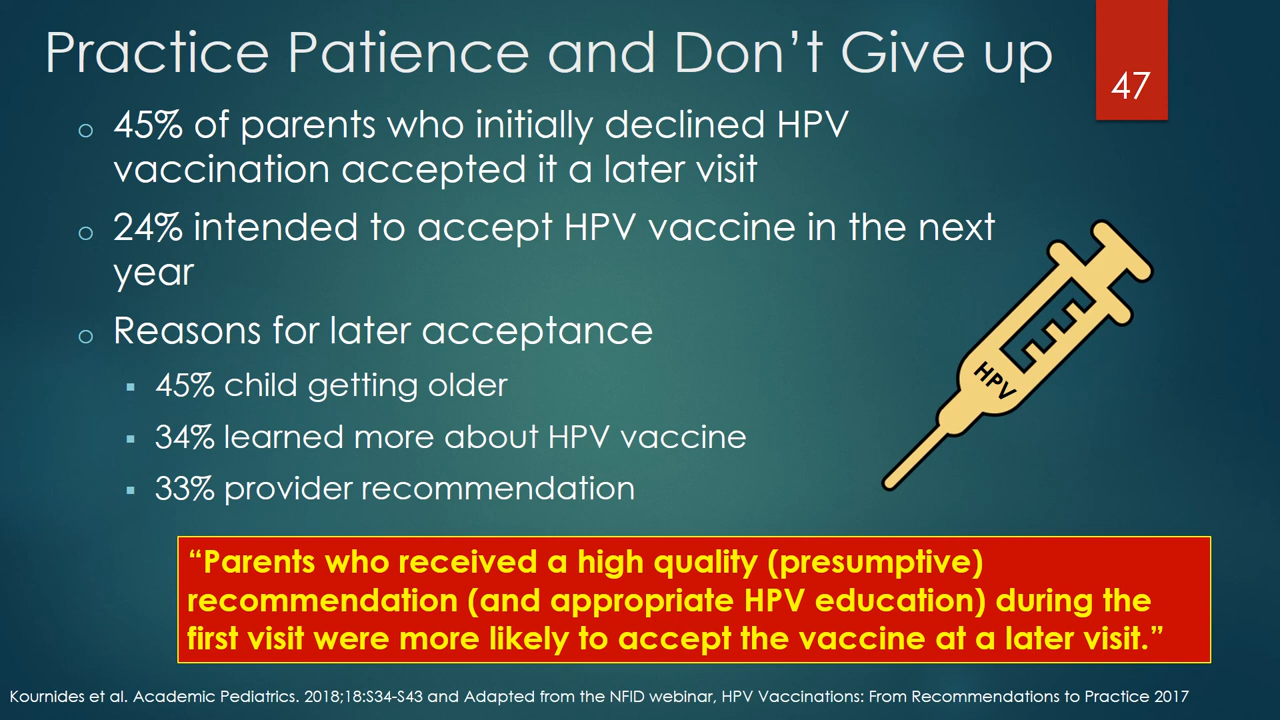 Practice Patience and Don’t Give up
47
45% of parents who initially declined HPV
vaccination accepted it a later visit
24% intended to accept HPV vaccine in the next
year
Reasons for later acceptance
45% child getting older
34% learned more about HPV vaccine
33% provider recommendation
HPV
“Parents who received a high quality (presumptive)
recommendation (and appropriate HPV education) during the
first visit were more likely to accept the vaccine at a later visit.”
Kournides et al. Academic Pediatrics. 2018;18:S34-S43 and Adapted from the NFID webinar, HPV Vaccinations: From Recommendations to Practice 2017